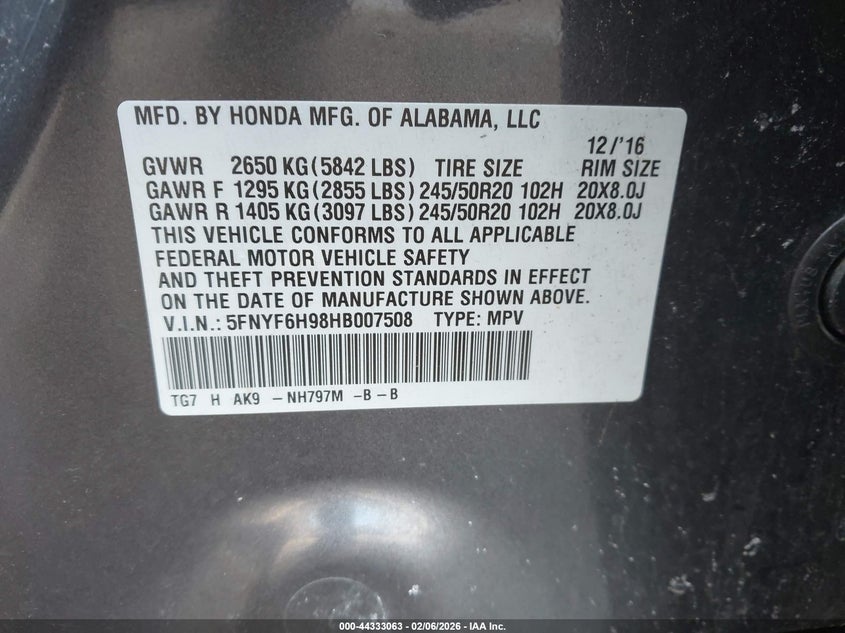 MFD. BY HONDA MFG. OF ALABAMA, LLC
12/'16
GVWR 2650 KG(5842 LBS) TIRE SIZE RIM SIZE
GAWR F 1295 KG(2855 LBS) 245/50R20 102H 20X8.0J
GAWR R 1405 KG(3097 LBS) 245/50R20 102H 20X8.0J
THIS VEHICLE CONFORMS TO ALL APPLICABLE
FEDERAL MOTOR VEHICLE SAFETY
AND THEFT PREVENTION STANDARDS IN EFFECT
ON THE DATE OF MANUFACTURE SHOWN ABOVE.
V.I.N.: 5FNYF6H98HB007508 TYPE: MPV
TG7 H AK9 -NH797M -B-B
000-44333063 - 02/06/2026 - IAA Inc.